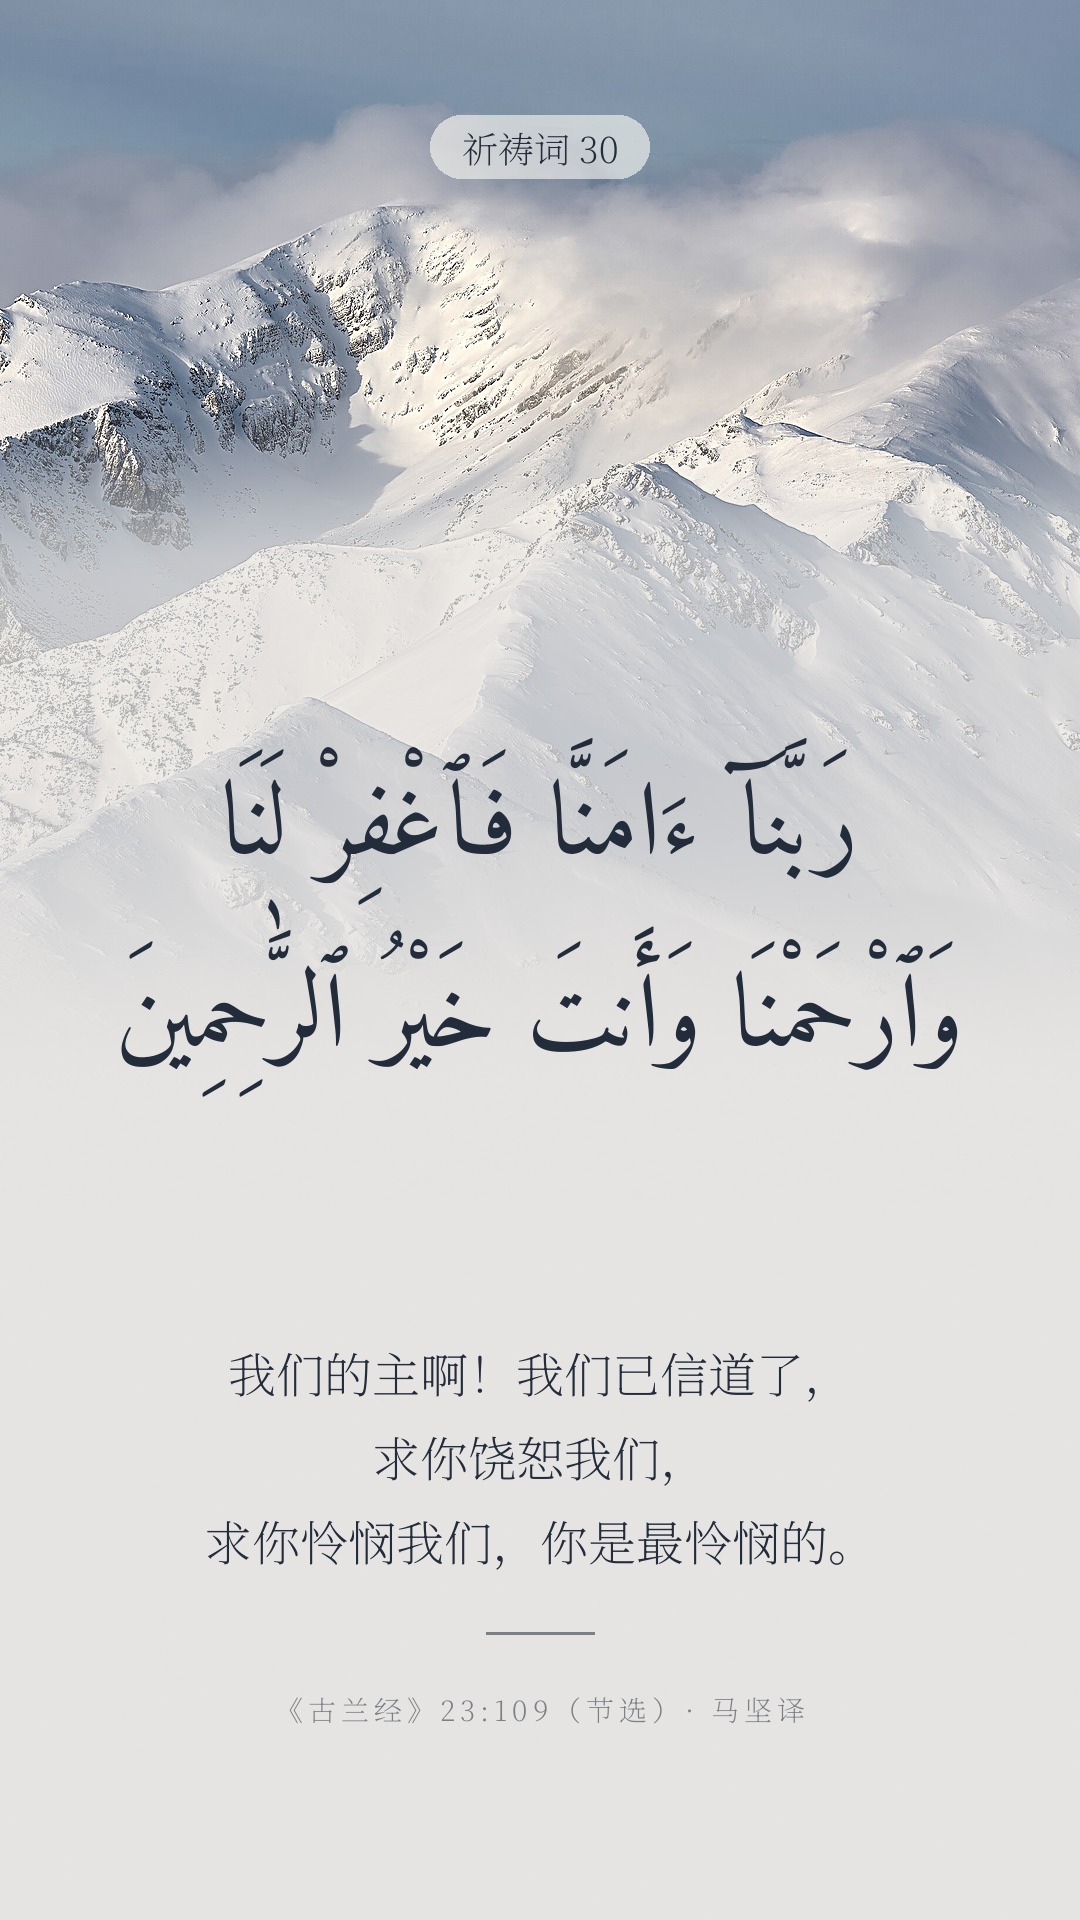 祈祷词 30
رَبَّنَآ ءَامَنَّا فَٱغْفِرْ لَنَا
وَٱرْحَمْنَا وَأَنتَ خَيْرُ ٱلرَّٰحِمِينَ
我们的主啊！我们已信道了，
求你饶恕我们，
求你怜悯我们，你是最怜悯的。
《古兰经》23:109（节选）· 马坚译